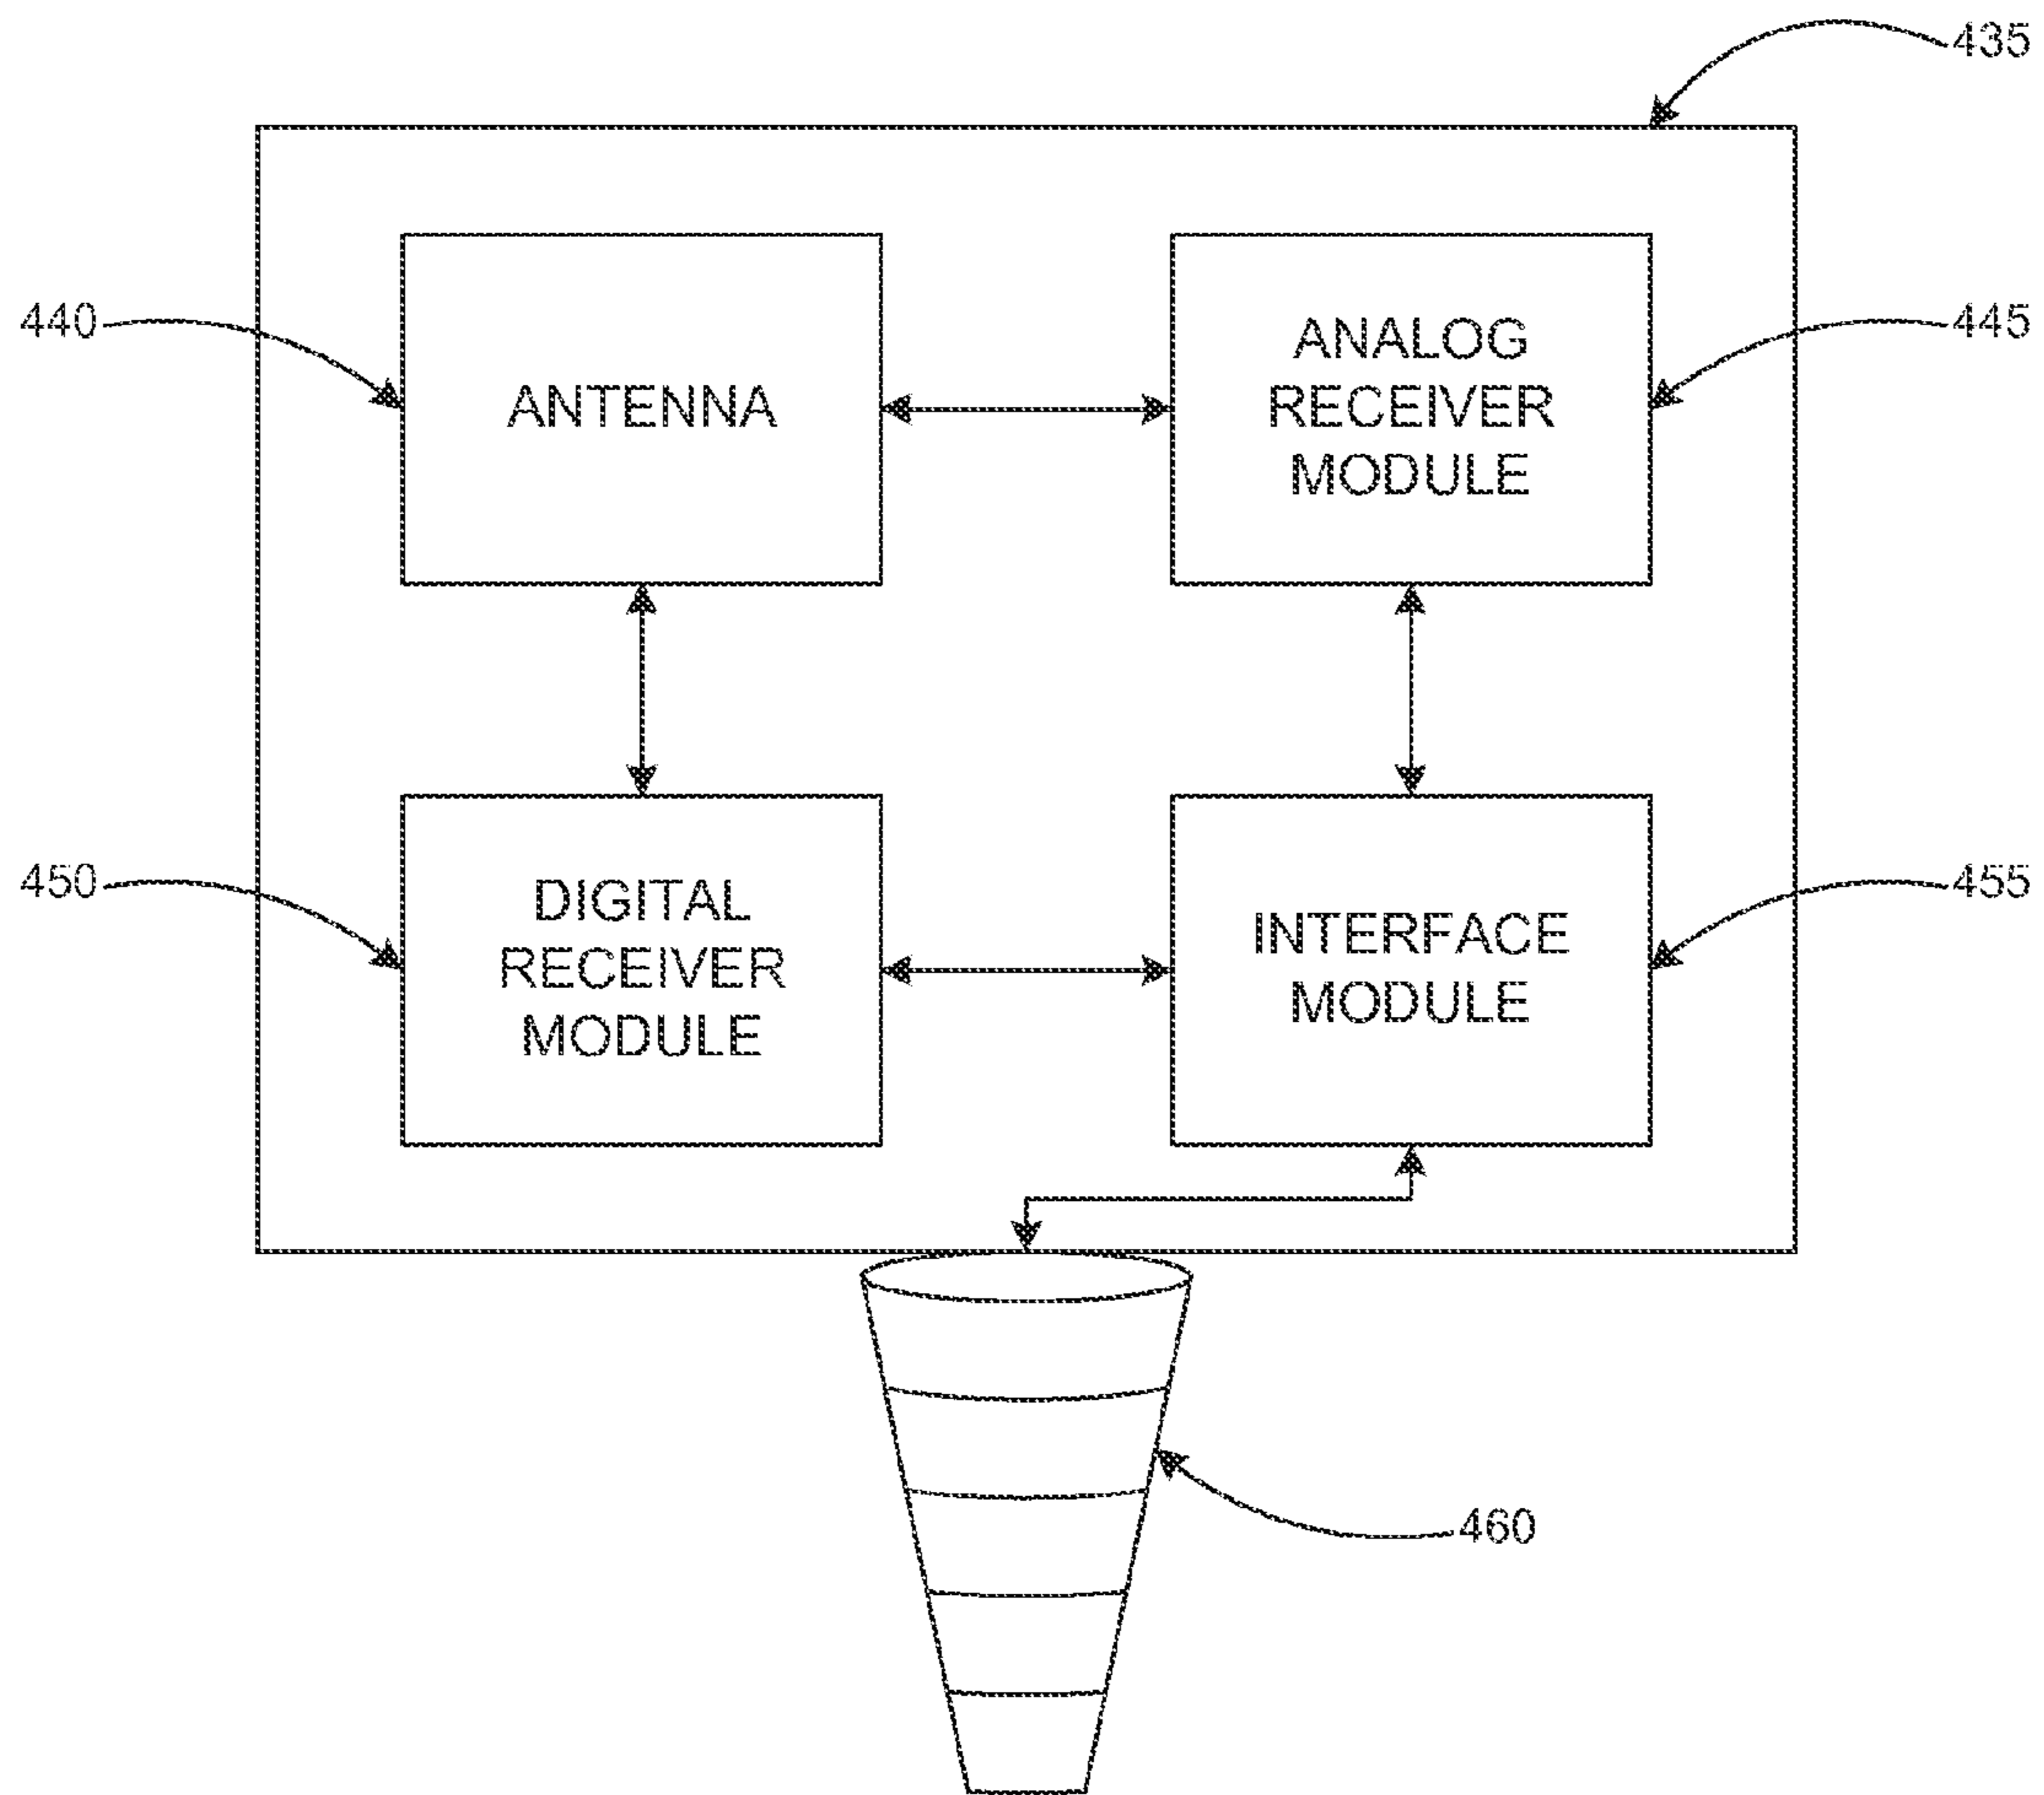 435
440
ANTENNA
ANALOG
RECEIVER
MODULE
445
450
DIGITAL
RECEIVER
MODULE
INTERFACE
MODULE
455
460